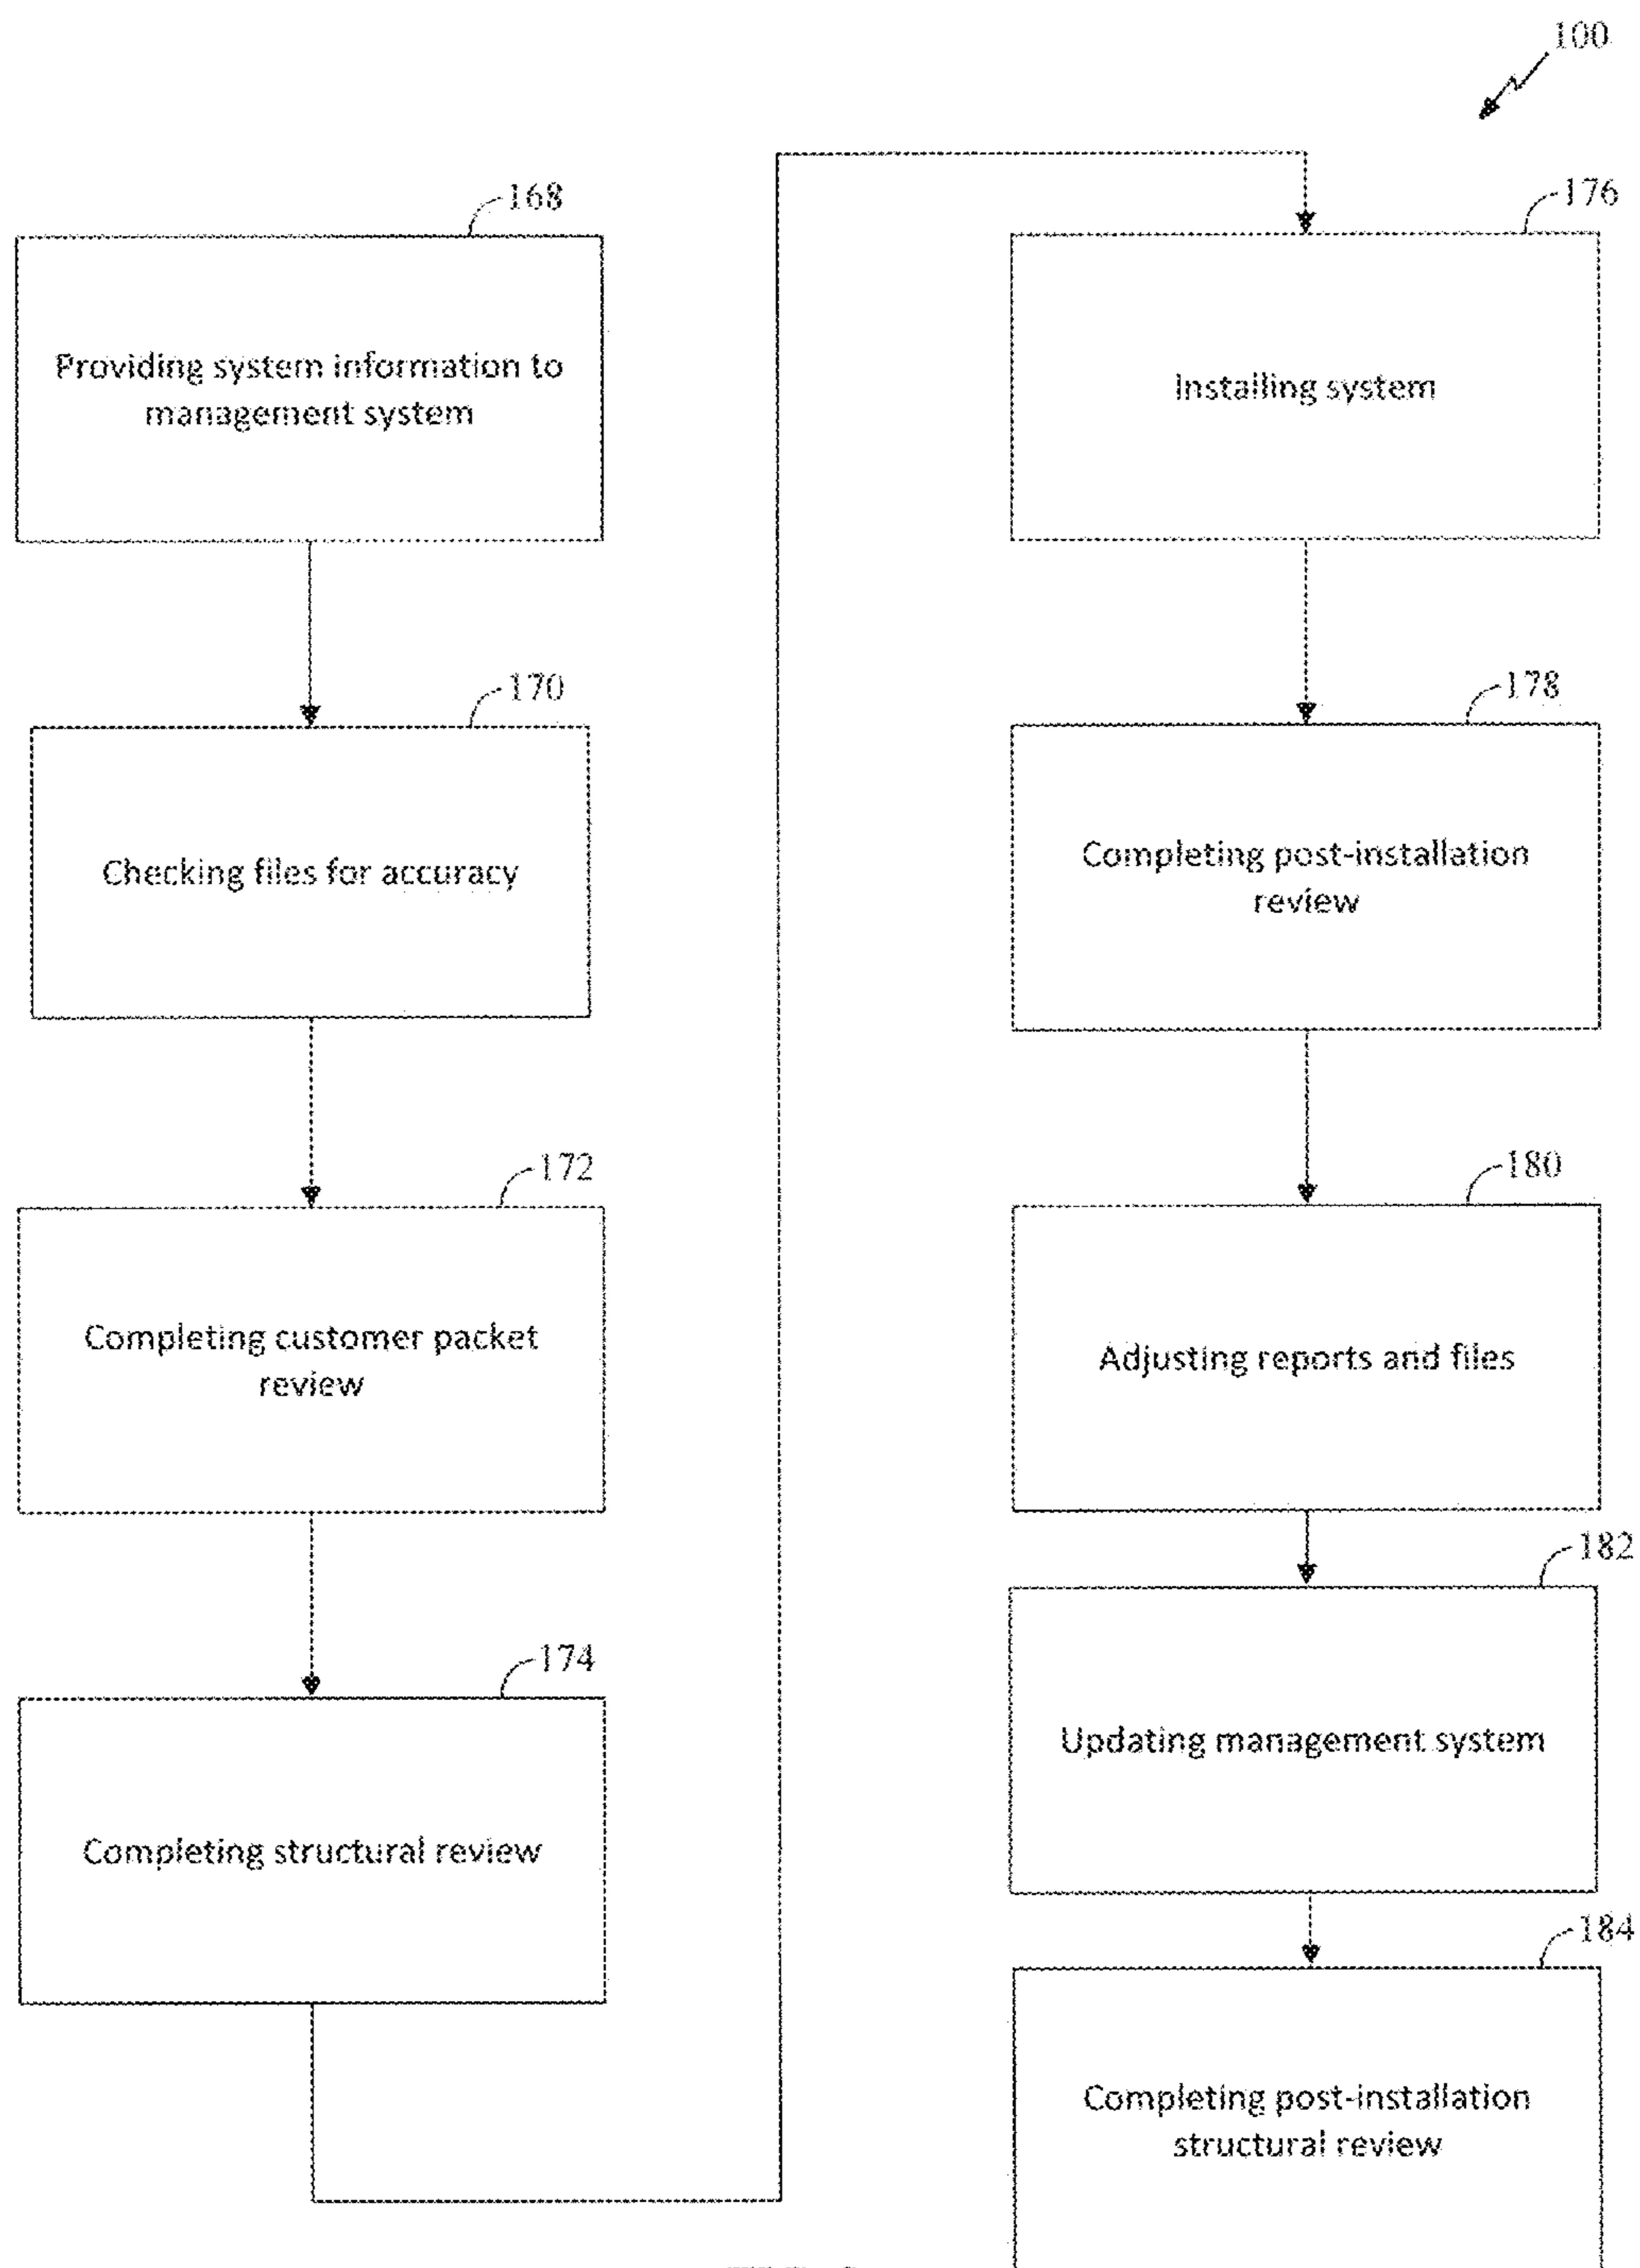 100
168
Providing system information to
management system
170
Checking files for accuracy
172
Completing customer packet
review
174
Completing structural review
176
Installing system
178
Completing post-installation
review
180
Adjusting reports and files
182
Updating management system
184
Completing post-installation
structural review